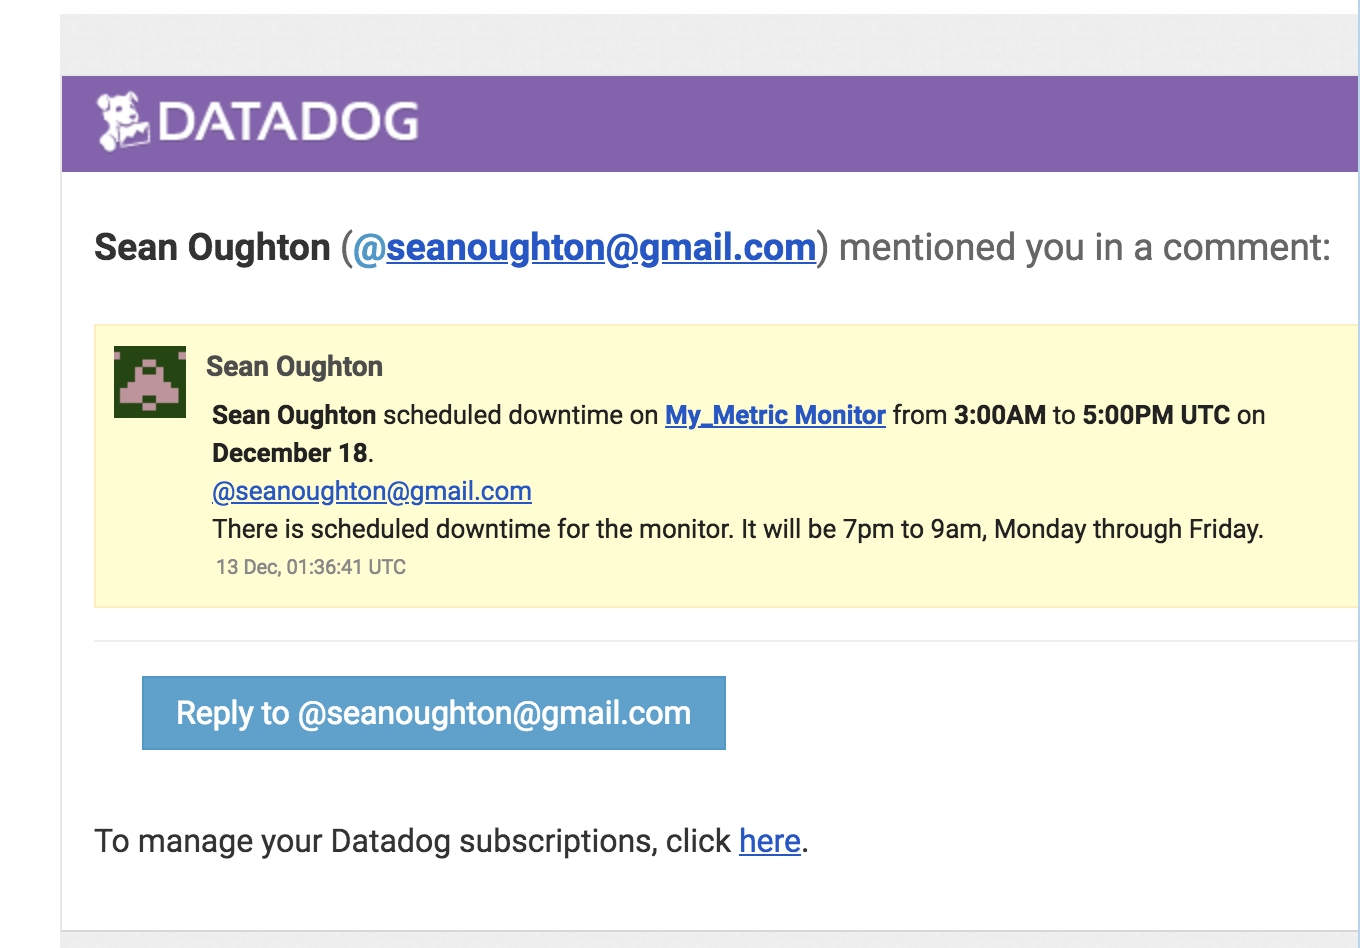 DATADOG
Sean Oughton (@seanoughton@gmail.com) mentioned you in a comment:
Sean Oughton
Sean Oughton scheduled downtime on My_Metric Monitor from 3:00AM to 5:00PM UTC on
December 18.
@seanoughton@gmail.com
There is scheduled downtime for the monitor. It will be 7pm to 9am, Monday through Friday.
13 Dec, 01:36:41 UTC
Reply to @seanoughton@gmail.com
To manage your Datadog subscriptions, click here.